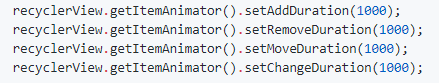 recyclerView.getItemAnimator().setAddDuration(1000);
recyclerView.getItemAnimator().setRemoveDuration(1000);
recyclerView.getItemAnimator().setMoveDuration(1000);
recyclerView.getItemAnimator().setChangeDuration(1000);